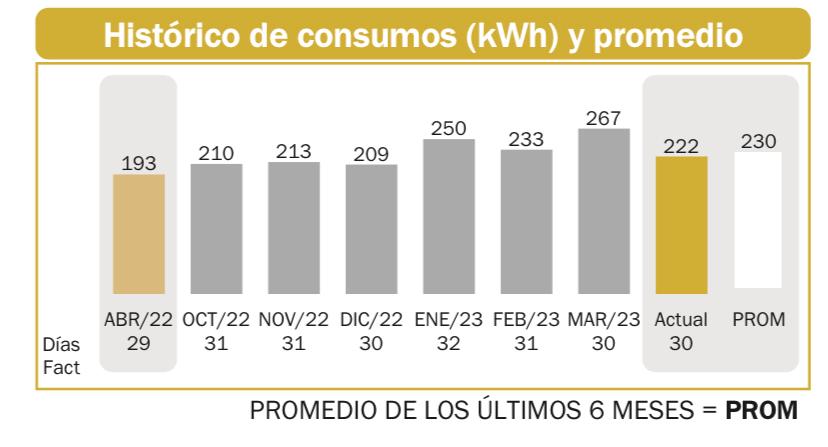 Histórico de consumos (kWh) y promedio
193 210 213 209 250 233 267 222 230
ABR/22 OCT/22 NOV/22 DIC/22 ENE/23 FEB/23 MAR/23 Actual PROM
Días 29 31 31 30 32 31 30 30
Fact
PROMEDIO DE LOS ÚLTIMOS 6 MESES = PROM